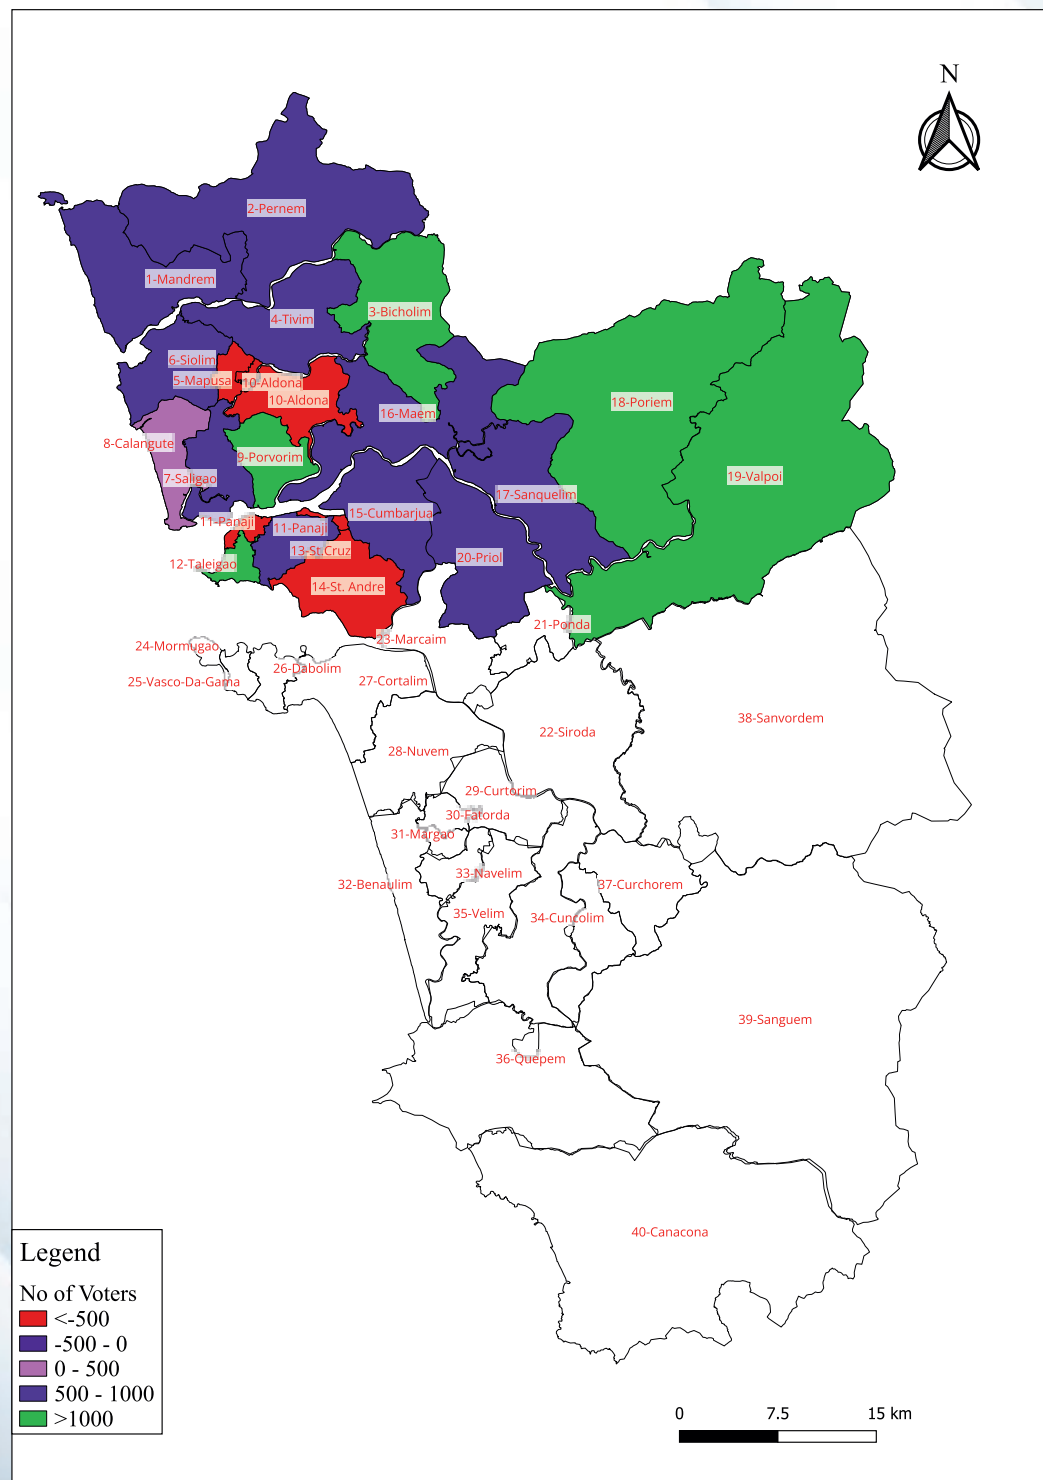 N
2-Pernem
1-Mandrem
3-Bicholim
4-Tivim
6-Siolim
5-Mapusa
10-Aldona
10-Aldona
18-Poriem
16-Maem
8-Calangute
9-Porvorim
7-Saligao
19-Valpoi
17-Sanquelim
15-Cumbarjua
11-Panaji
11-Panaji
13-St.Cruz
20-Priol
12-Taleigao
14-St. Andre
21-Ponda
23-Marcaim
24-Mormugao
26-Dabolim
25-Vasco-Da-Gama
27-Cortalim
38-Sanvordem
22-Siroda
28-Nuvem
29-Curtorim
30-Fatorda
31-Margao
33-Navelim
32-Benaulim
37-Curchorem
35-Velim
34-Cuncolim
39-Sanguem
36-Quepem
40-Canacona
Legend
No of Voters
<-500
-500 - 0
0 - 500
500 - 1000
>1000
0 7.5 15 km